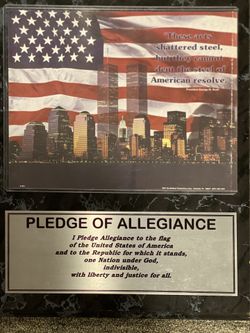 These acts
shattered steel,
but they cannot
dent the steel of
American resolve.
President George W. Bush
PLEDGE OF ALLEGIANCE
I Pledge Allegiance to the flag
of the United States of America
and to the Republic for which it stands,
one Nation under God,
indivisible,
with liberty and justice for all.